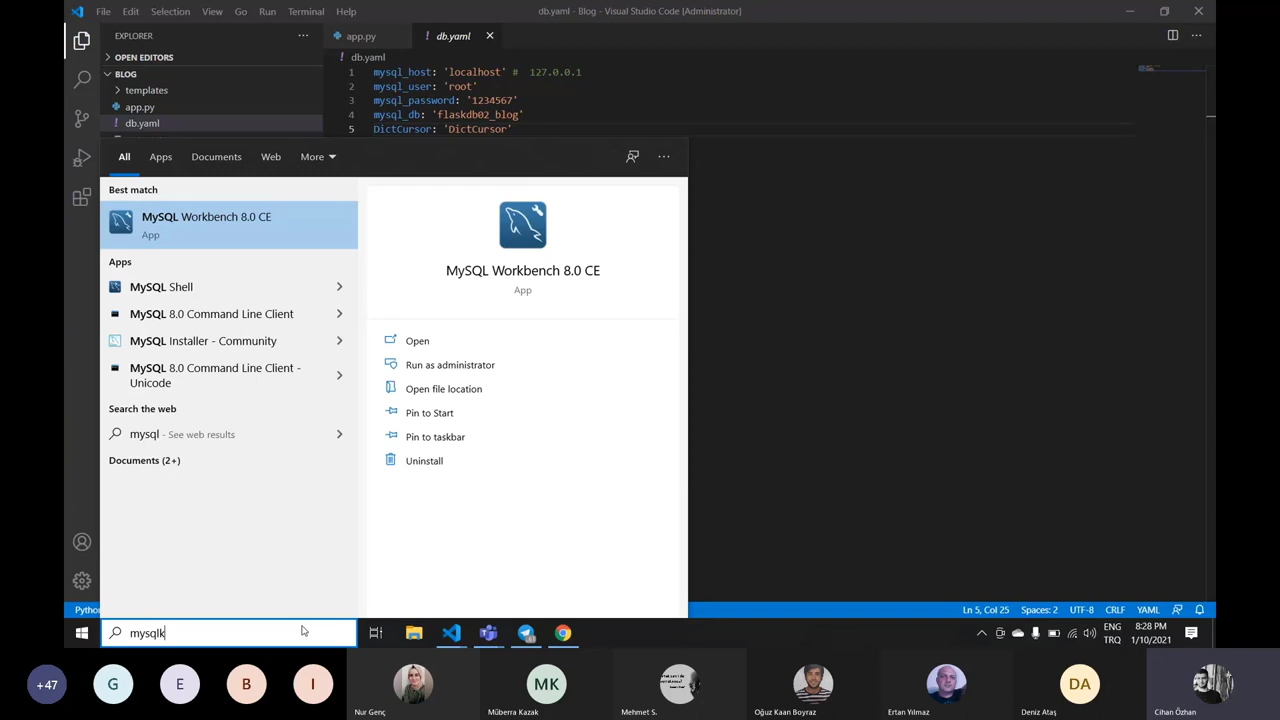 File Edit Selection View Go Run Terminal Help
db.yaml - Blog - Visual Studio Code [Administrator]
EXPLORER
app.py
db.yaml
OPEN EDITORS
db.yaml
BLOG
templates
app.py
db.yaml
1 mysql_host: 'localhost' # 127.0.0.1
2 mysql_user: 'root'
3 mysql_password: '1234567'
4 mysql_db: 'flaskdb02_blog'
5 DictCursor: 'DictCursor'
All Apps Documents Web More
Best match
MySQL Workbench 8.0 CE
App
Apps
MySQL Shell
MySQL 8.0 Command Line Client
MySQL Installer - Community
MySQL 8.0 Command Line Client -
Unicode
Search the web
mysql - See web results
Documents (2+)
MySQL Workbench 8.0 CE
App
Open
Run as administrator
Open file location
Pin to Start
Pin to taskbar
Uninstall
Ln 5, Col 25 Spaces: 2 UTF-8 CRLF YAML
mysqlk
ENG
TRQ
8:28 PM
1/10/2021
+47
G
E
B
I
MK
DA
Nur Genç
Müberra Kazak
Mehmet S.
Oğuz Kaan Boyraz
Ertan Yılmaz
Deniz Ataş
Cihan Özhan